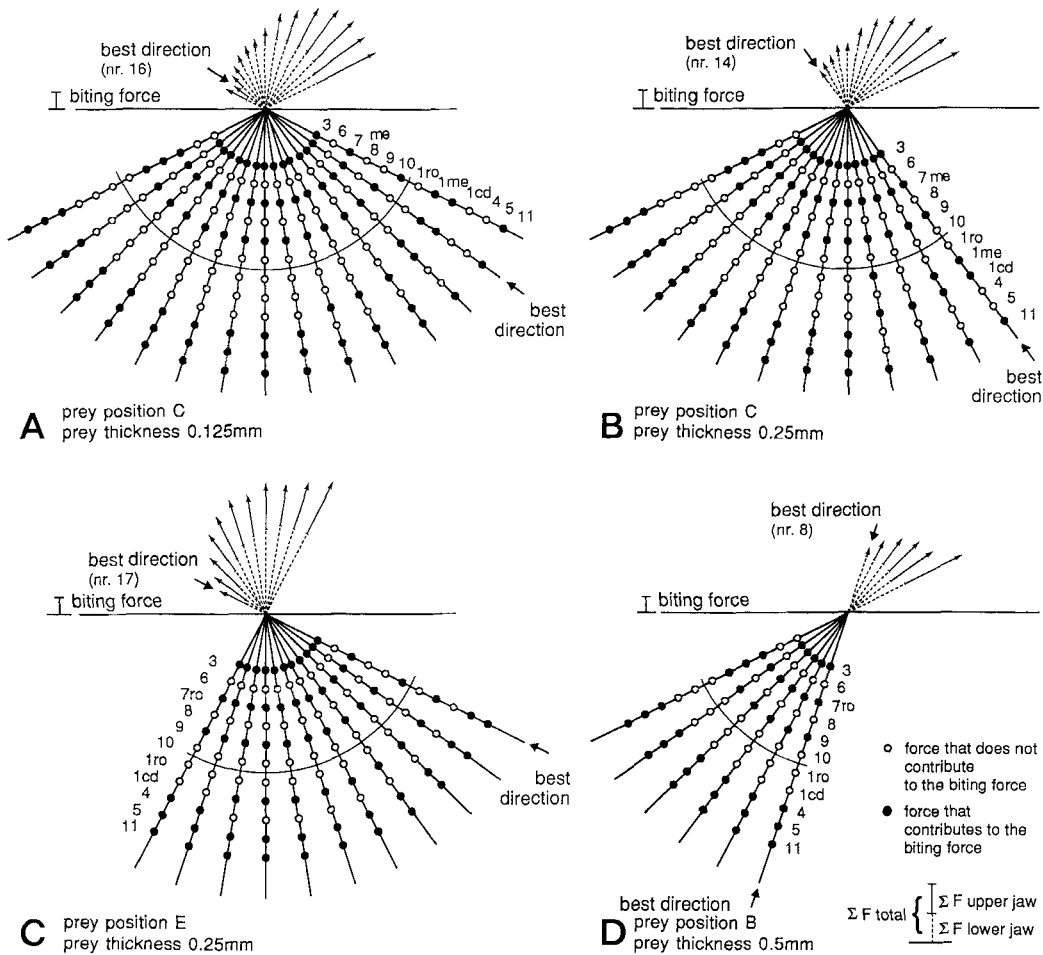 best direction
(nr. 16)
biting force
3
6
7 me
8
9
10
1ro
1me
1cd
4
5
11
best
direction
A prey position C
prey thickness 0.125mm
best direction
(nr. 14)
biting force
3
6
7 me
8
9
10
1ro
1me
1cd
4
5
11
best
direction
B prey position C
prey thickness 0.25mm
best direction
(nr. 17)
biting force
3
6
7ro
8
9
10
1ro
1cd
4
5
11
best
direction
C prey position E
prey thickness 0.25mm
best direction
(nr. 8)
biting force
3
6
7ro
8
9
10
1ro
1cd
4
5
11
best direction
D prey position B
prey thickness 0.5mm
force that does not
contribute
to the biting force
force that
contributes to the
biting force
Σ F total { Σ F upper jaw
Σ F lower jaw